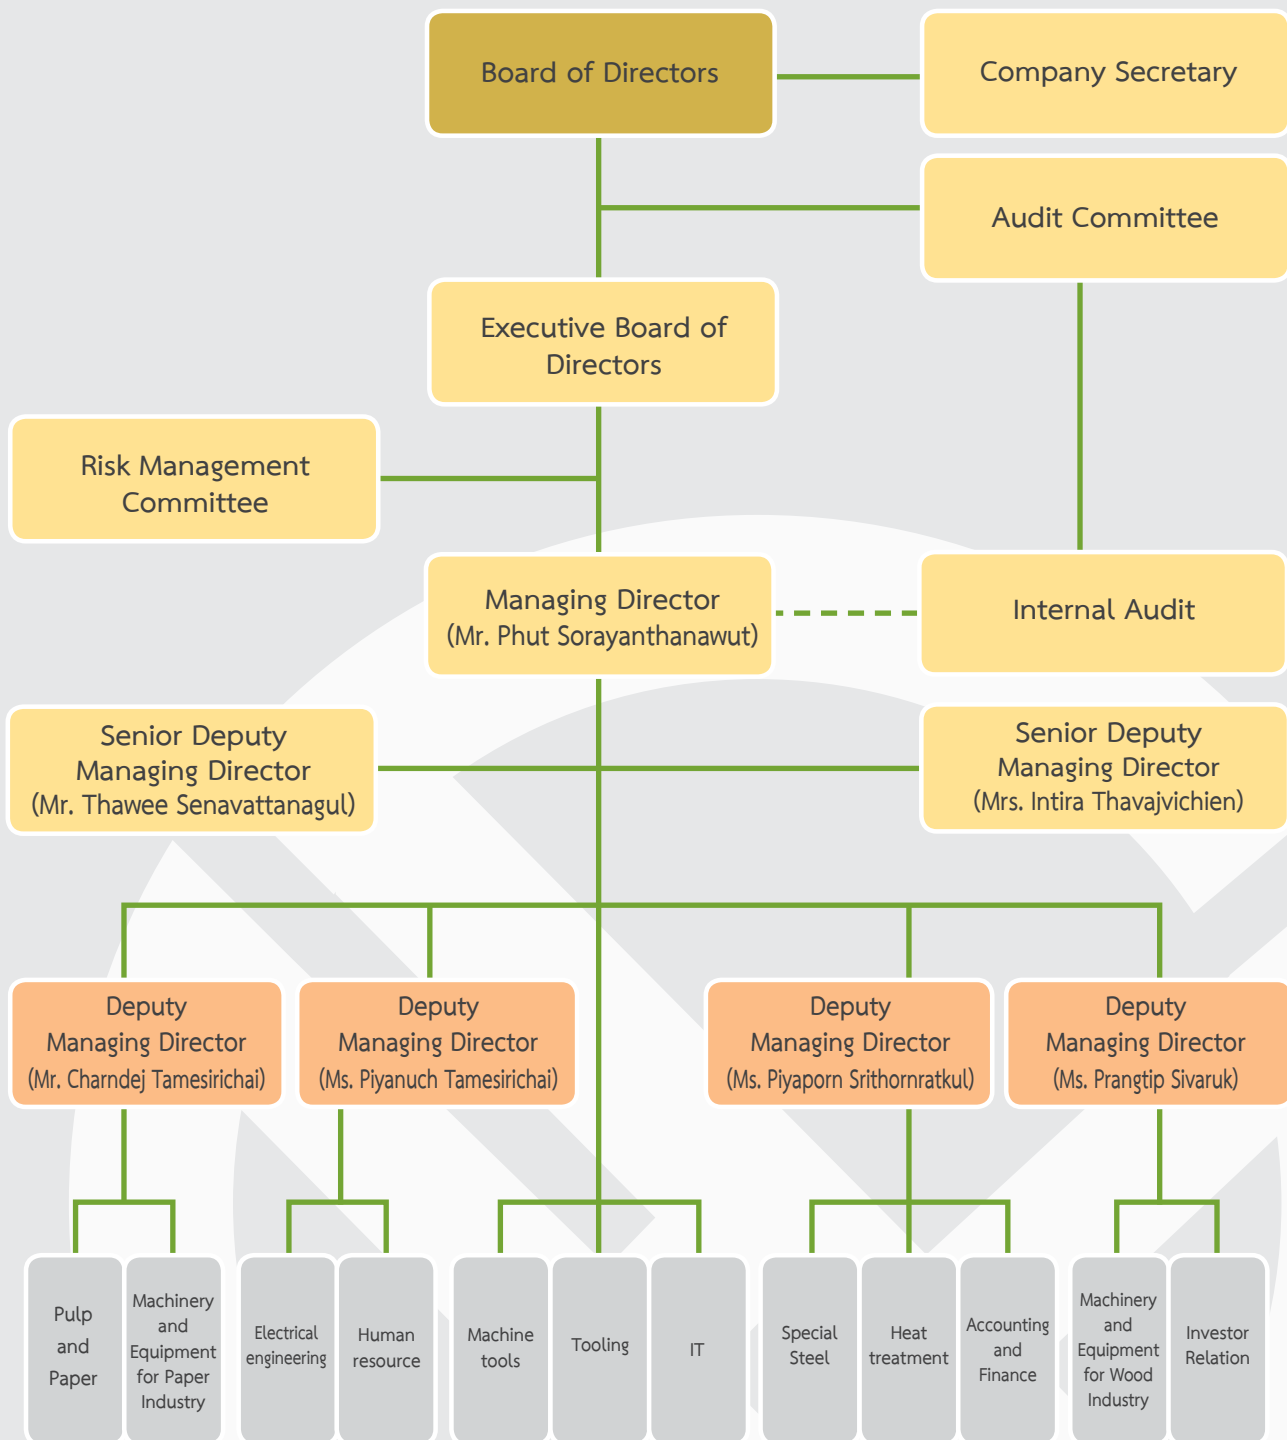 Board of Directors
Company Secretary
Audit Committee
Executive Board of
Directors
Risk Management
Committee
Managing Director
(Mr. Phut Sorayanthanawut)
Internal Audit
Senior Deputy
Managing Director
(Mr. Thawee Senavattanagul)
Senior Deputy
Managing Director
(Mrs. Intira Thavajvichien)
Deputy
Managing Director
(Mr. Charndej Tamesirichai)
Deputy
Managing Director
(Ms. Piyanuch Tamesirichai)
Deputy
Managing Director
(Ms. Piyaporn Srithornratkul)
Deputy
Managing Director
(Ms. Prangtip Sivaruk)
Pulp
and
Paper
Machinery
and
Equipment
for Paper
Industry
Electrical
engineering
Human
resource
Machine
tools
Tooling
IT
Special
Steel
Heat
treatment
Accounting
and
Finance
Machinery
and
Equipment
for Wood
Industry
Investor
Relation